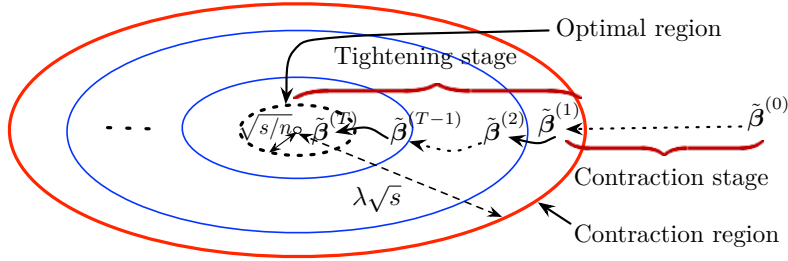 Optimal region
Tightening stage
√s/n β̃^(T) β̃^(T−1) β̃^(2) β̃^(1) β̃^(0)
Contraction stage
λ√s
Contraction region